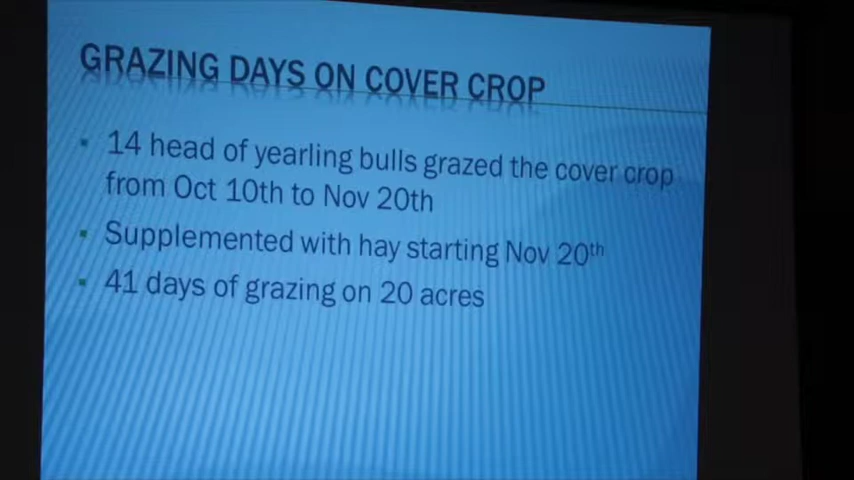 GRAZING DAYS ON COVER CROP
▪ 14 head of yearling bulls grazed the cover crop
from Oct 10th to Nov 20th
▪ Supplemented with hay starting Nov 20th
▪ 41 days of grazing on 20 acres